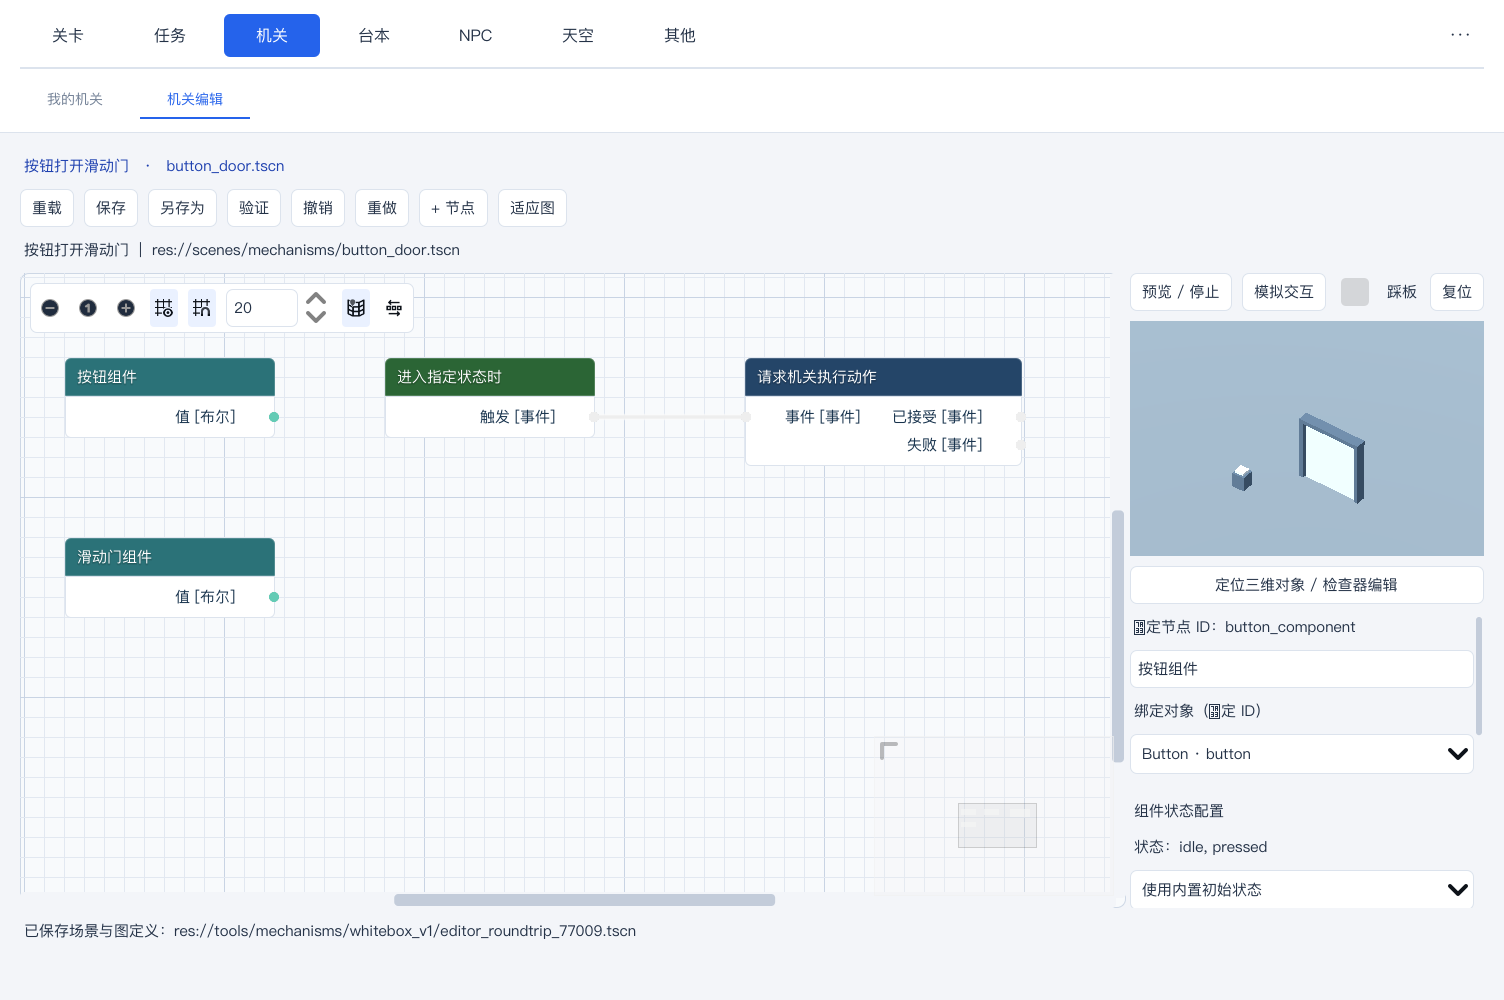 关卡 任务 机关 台本 NPC 天空 其他 ...
我的机关 机关编辑
按钮打开滑动门 · button_door.tscn
重载 保存 另存为 验证 撤销 重做 + 节点 适应图
按钮打开滑动门 | res://scenes/mechanisms/button_door.tscn
1 20
预览 / 停止 模拟交互 踩板 复位
按钮组件
值 [布尔]
进入指定状态时
触发 [事件]
请求机关执行动作
事件 [事件] 已接受 [事件]
失败 [事件]
滑动门组件
值 [布尔]
定位三维对象 / 检查器编辑
定节点 ID：button_component
按钮组件
绑定对象（定 ID）
Button · button
组件状态配置
状态：idle, pressed
使用内置初始状态
已保存场景与图定义：res://tools/mechanisms/whitebox_v1/editor_roundtrip_77009.tscn